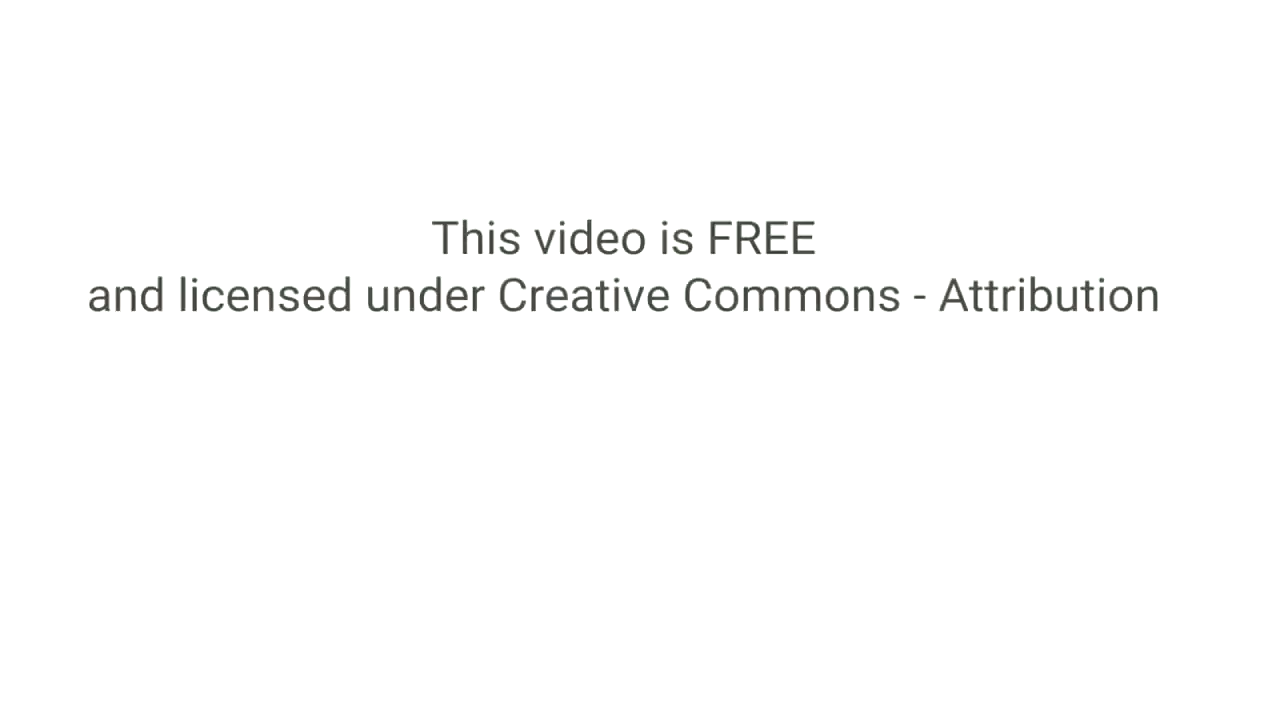 This video is FREE
and licensed under Creative Commons - Attribution